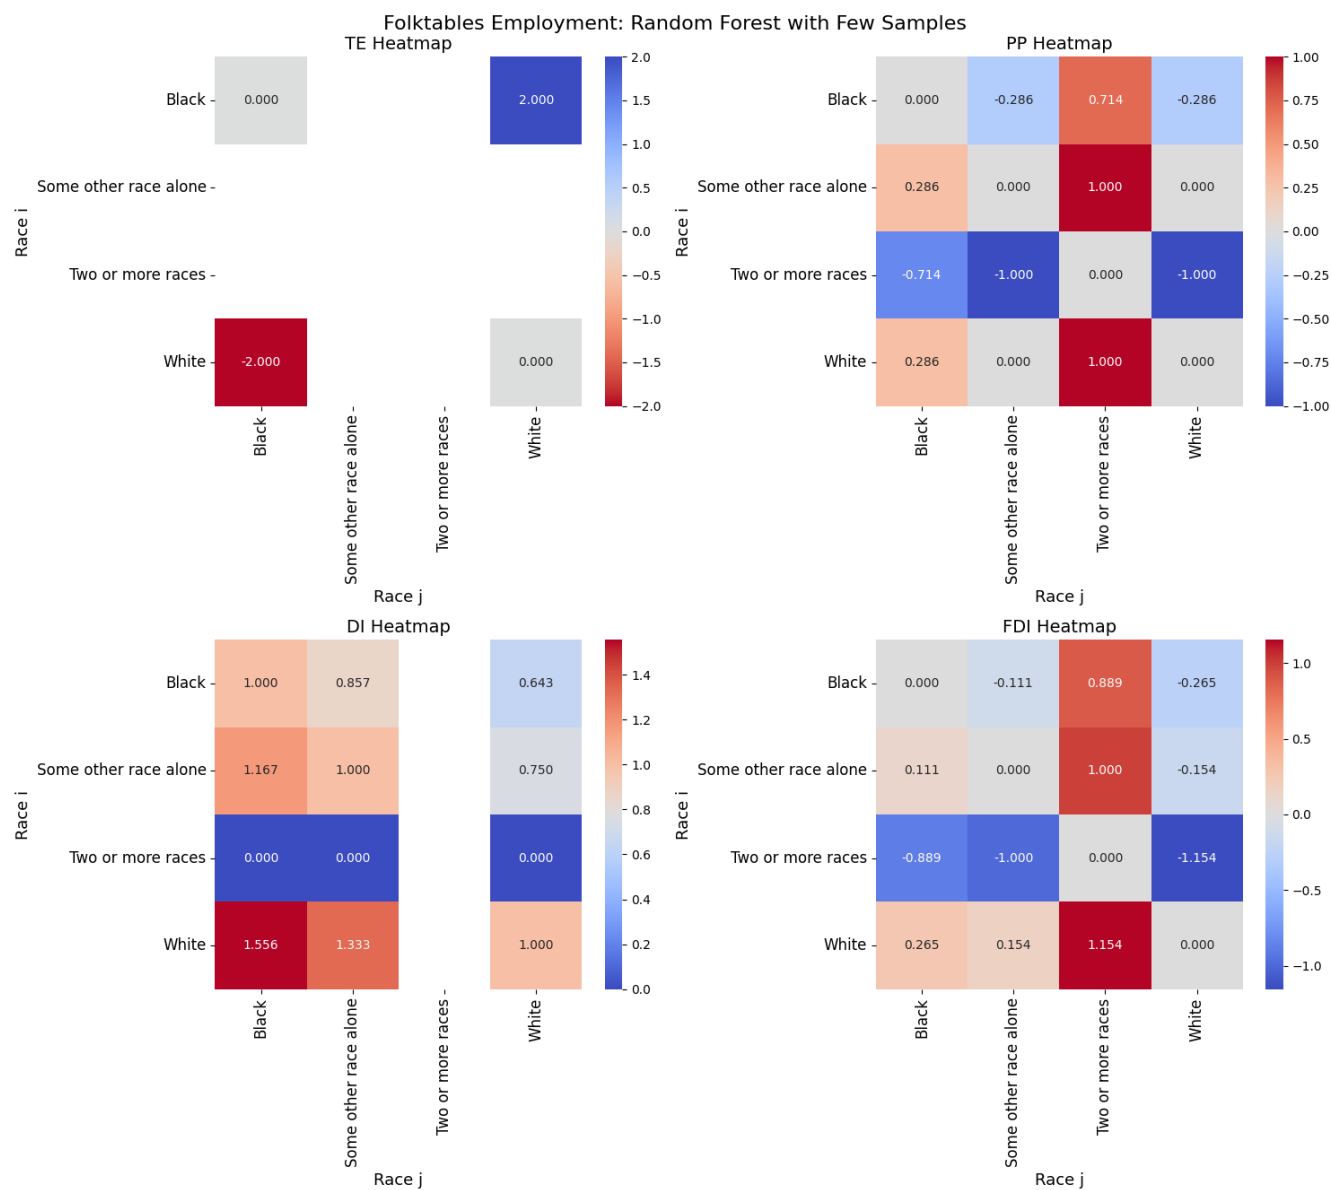 Folktables Employment: Random Forest with Few Samples
TE Heatmap
Race i
Black
Some other race alone
Two or more races
White
0.000
2.000
-2.000
0.000
Black
Some other race alone
Two or more races
White
Race j
2.0
1.5
1.0
0.5
0.0
−0.5
−1.0
−1.5
−2.0
PP Heatmap
Race i
Black
Some other race alone
Two or more races
White
0.000 -0.286 0.714 -0.286
0.286 0.000 1.000 0.000
-0.714 -1.000 0.000 -1.000
0.286 0.000 1.000 0.000
Black
Some other race alone
Two or more races
White
Race j
1.00
0.75
0.50
0.25
0.00
−0.25
−0.50
−0.75
−1.00
DI Heatmap
Race i
Black
Some other race alone
Two or more races
White
1.000 0.857 0.643
1.167 1.000 0.750
0.000 0.000 0.000
1.556 1.333 1.000
Black
Some other race alone
Two or more races
White
Race j
1.4
1.2
1.0
0.8
0.6
0.4
0.2
0.0
FDI Heatmap
Race i
Black
Some other race alone
Two or more races
White
0.000 -0.111 0.889 -0.265
0.111 0.000 1.000 -0.154
-0.889 -1.000 0.000 -1.154
0.265 0.154 1.154 0.000
Black
Some other race alone
Two or more races
White
Race j
1.0
0.5
0.0
−0.5
−1.0